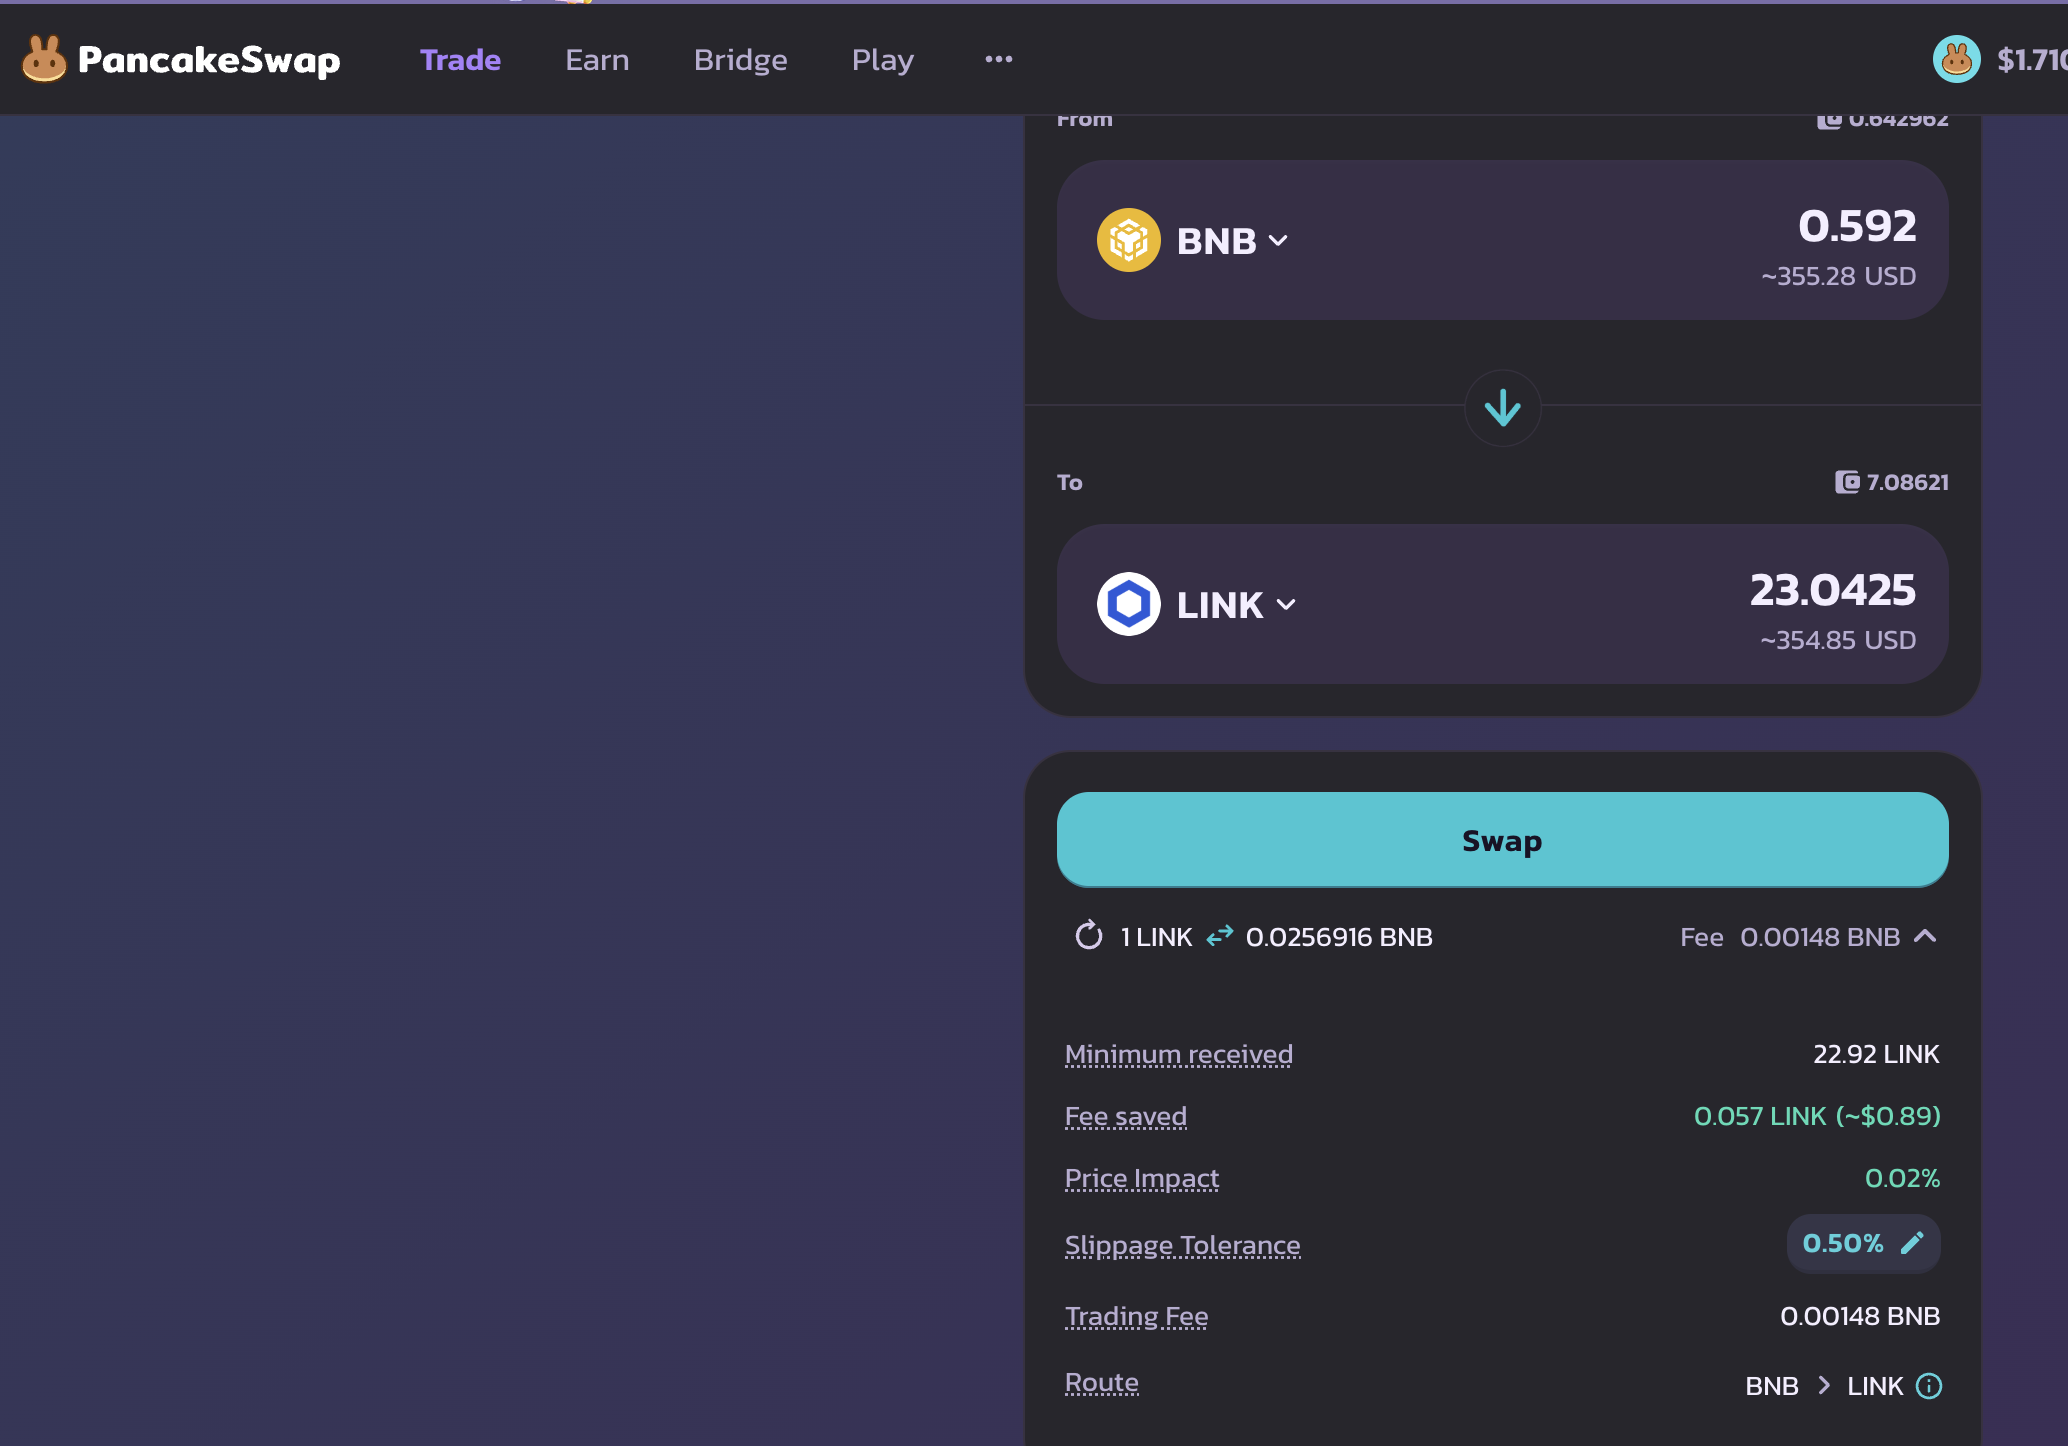 PancakeSwap Trade Earn Bridge Play ••• $1.710
From 0.642962
BNB 0.592
~355.28 USD
To 7.08621
LINK 23.0425
~354.85 USD
Swap
1 LINK 0.0256916 BNB Fee 0.00148 BNB
Minimum received 22.92 LINK
Fee saved 0.057 LINK (~$0.89)
Price Impact 0.02%
Slippage Tolerance 0.50%
Trading Fee 0.00148 BNB
Route BNB > LINK